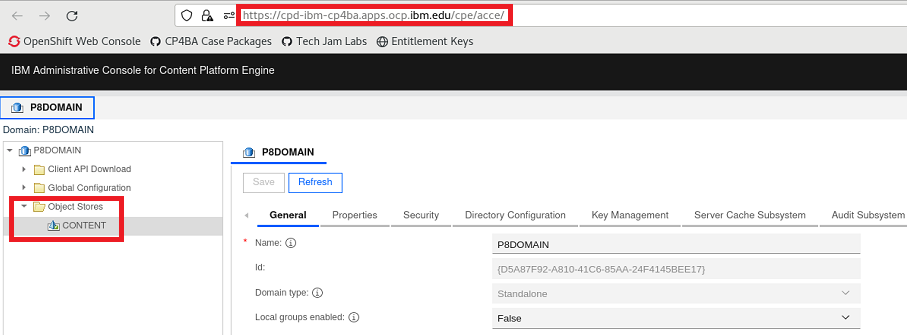 https://cpd-ibm-cp4ba.apps.ocp.ibm.edu/cpe/acce/
OpenShift Web Console CP4BA Case Packages Tech Jam Labs Entitlement Keys
IBM Administrative Console for Content Platform Engine
P8DOMAIN
Domain: P8DOMAIN
P8DOMAIN
Client API Download
Global Configuration
Object Stores
CONTENT
P8DOMAIN
Save Refresh
General Properties Security Directory Configuration Key Management Server Cache Subsystem Audit Subsystem
* Name: P8DOMAIN
Id: {D5A87F92-A810-41C6-85AA-24F4145BEE17}
Domain type: Standalone
Local groups enabled: False